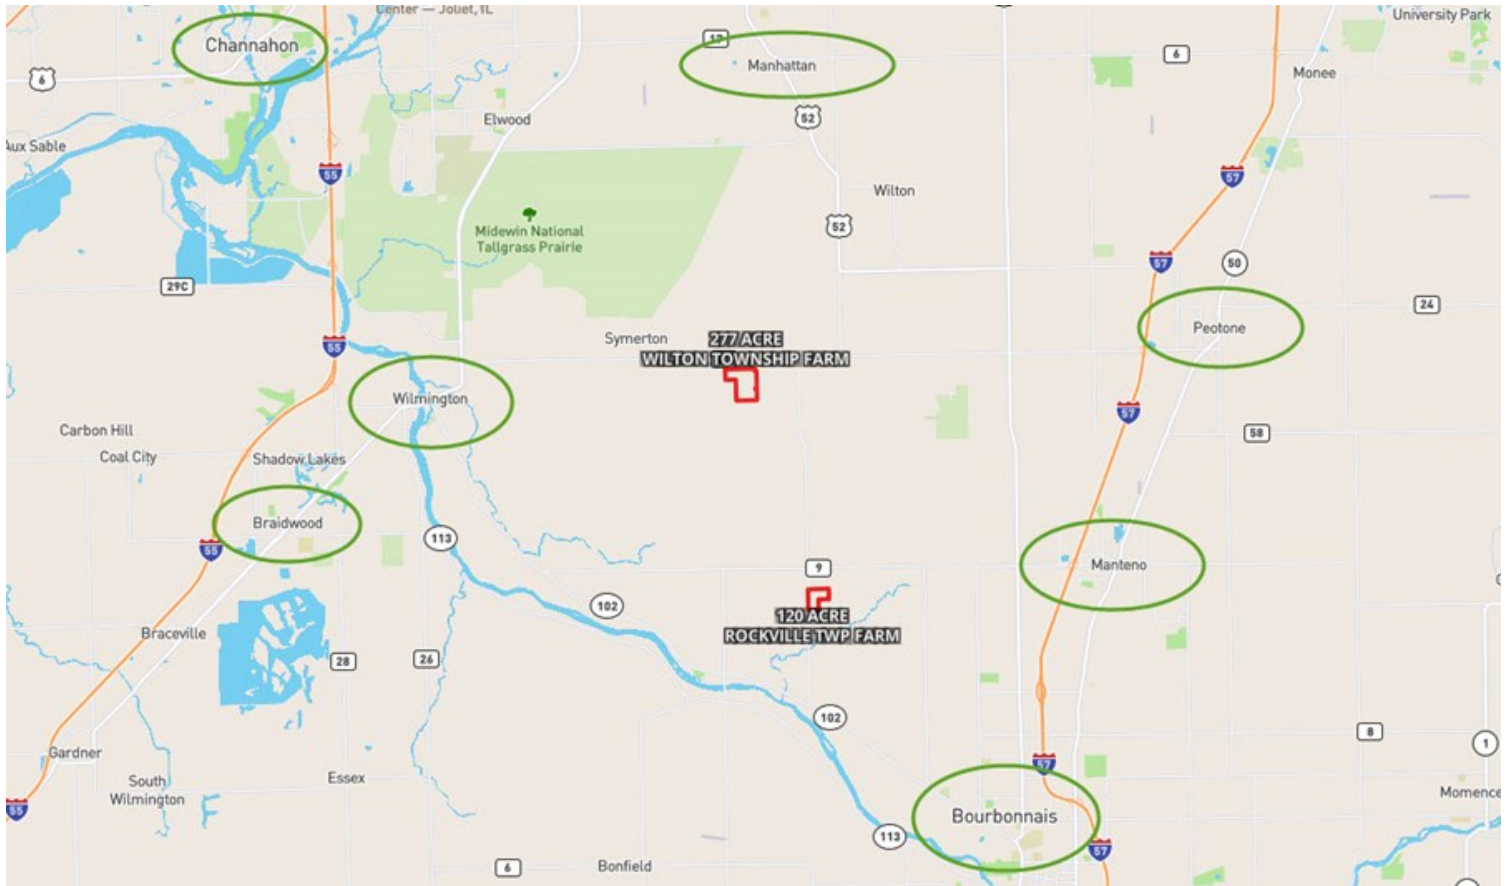 Center — Joliet, IL
University Park
Channahon
17
Manhattan
6
Monee
6
Elwood
52
Aux Sable
55
57
Wilton
52
Midewin National
Tallgrass Prairie
57
50
29C
24
Peotone
Symerton
277 ACRE
WILTON TOWNSHIP FARM
55
Wilmington
57
Carbon Hill
58
Coal City
Shadow Lakes
Braidwood
113
55
9
Manteno
102
120 ACRE
ROCKVILLE TWP FARM
Braceville
28
26
102
8
1
Gardner
57
South
Wilmington
Essex
Momence
55
Bourbonnais
113
57
6
Bonfield